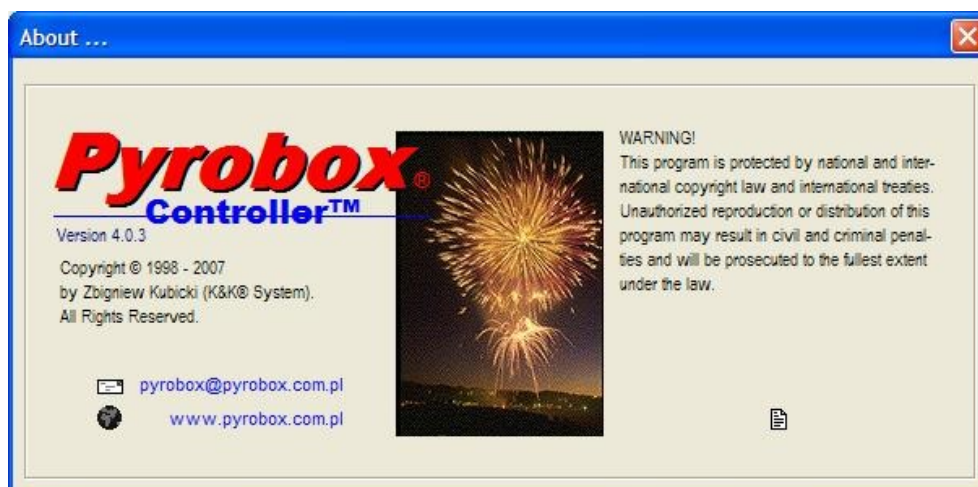 About ...
Pyrobox®
Controller™
Version 4.0.3
Copyright © 1998 - 2007
by Zbigniew Kubicki (K&K® System).
All Rights Reserved.
pyrobox@pyrobox.com.pl
www.pyrobox.com.pl
WARNING!
This program is protected by national and inter-
national copyright law and international treaties.
Unauthorized reproduction or distribution of this
program may result in civil and criminal penal-
ties and will be prosecuted to the fullest extent
under the law.